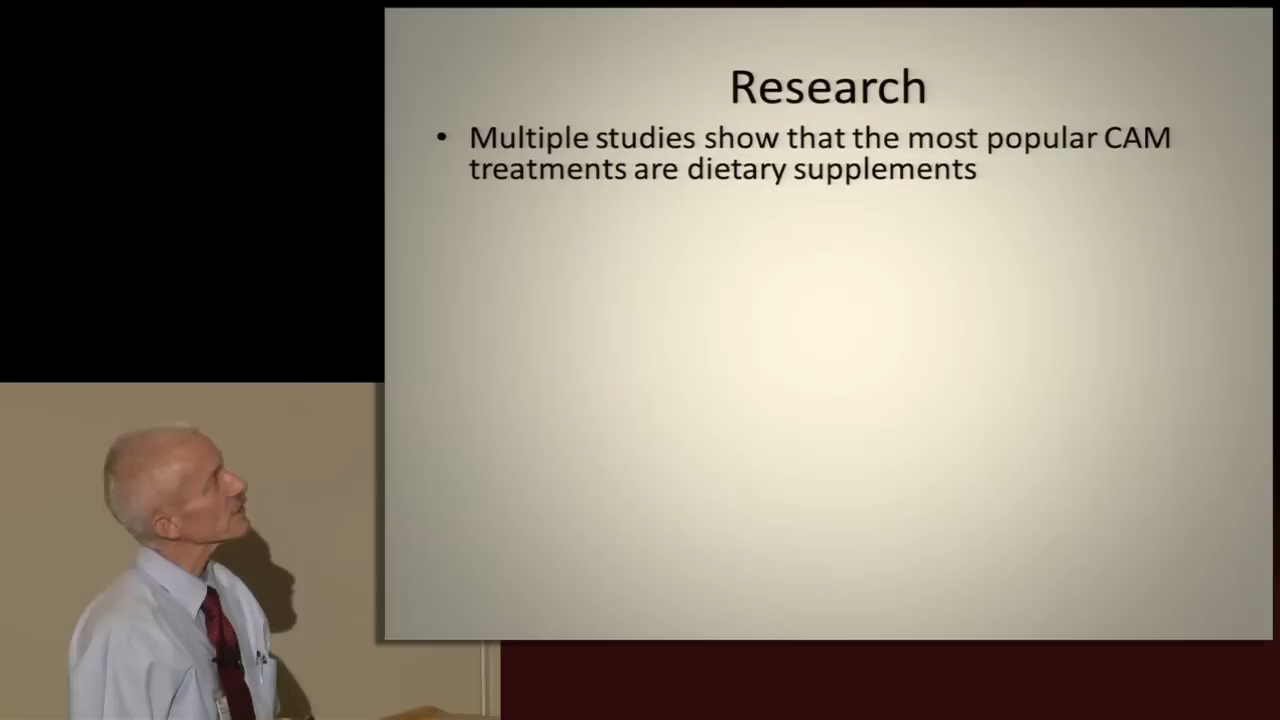 Research
• Multiple studies show that the most popular CAM
treatments are dietary supplements